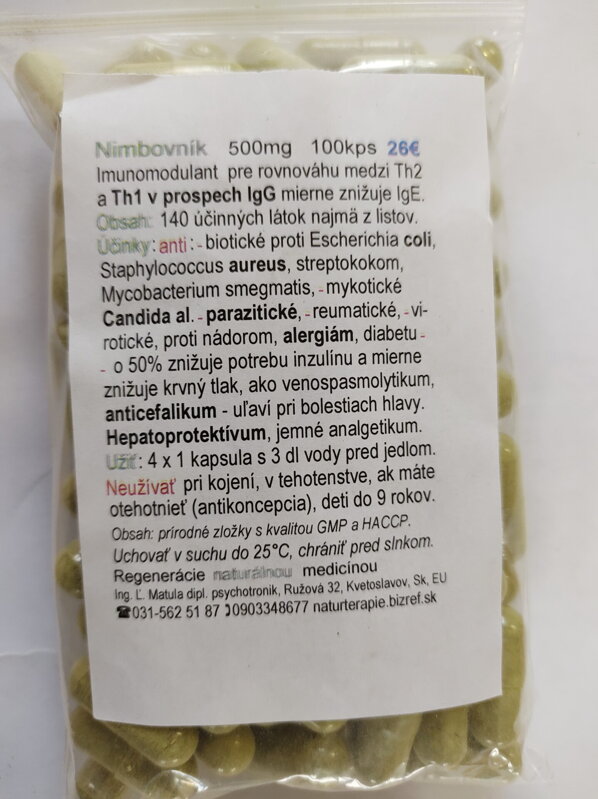 Nimbovník 500mg 100kps 26€
Imunomodulant pre rovnováhu medzi Th2
a Th1 v prospech IgG mierne znižuje IgE.
Obsah: 140 účinných látok najmä z listov.
Účinky: anti : - biotické proti Escherichia coli,
Staphylococcus aureus, streptokokom,
Mycobacterium smegmatis, - mykotické
Candida al. - parazitické, - reumatické, - vi-
rotické, proti nádorom, alergiám, diabetu -
- o 50% znižuje potrebu inzulínu a mierne
znižuje krvný tlak, ako venospasmolytikum,
anticefalikum - uľaví pri bolestiach hlavy.
Hepatoprotektívum, jemné analgetikum.
Užiť: 4 x 1 kapsula s 3 dl vody pred jedlom.
Neužívať pri kojení, v tehotenstve, ak máte
otehotnieť (antikoncepcia), deti do 9 rokov.
Obsah: prírodné zložky s kvalitou GMP a HACCP.
Uchovať v suchu do 25°C, chrániť pred slnkom.
Regenerácie naturálnou medicínou
Ing. Ľ. Matula dipl. psychotronik, Ružová 32, Kvetoslavov, Sk, EU
☎031-562 51 87 0903348677 naturterapie.bizref.sk